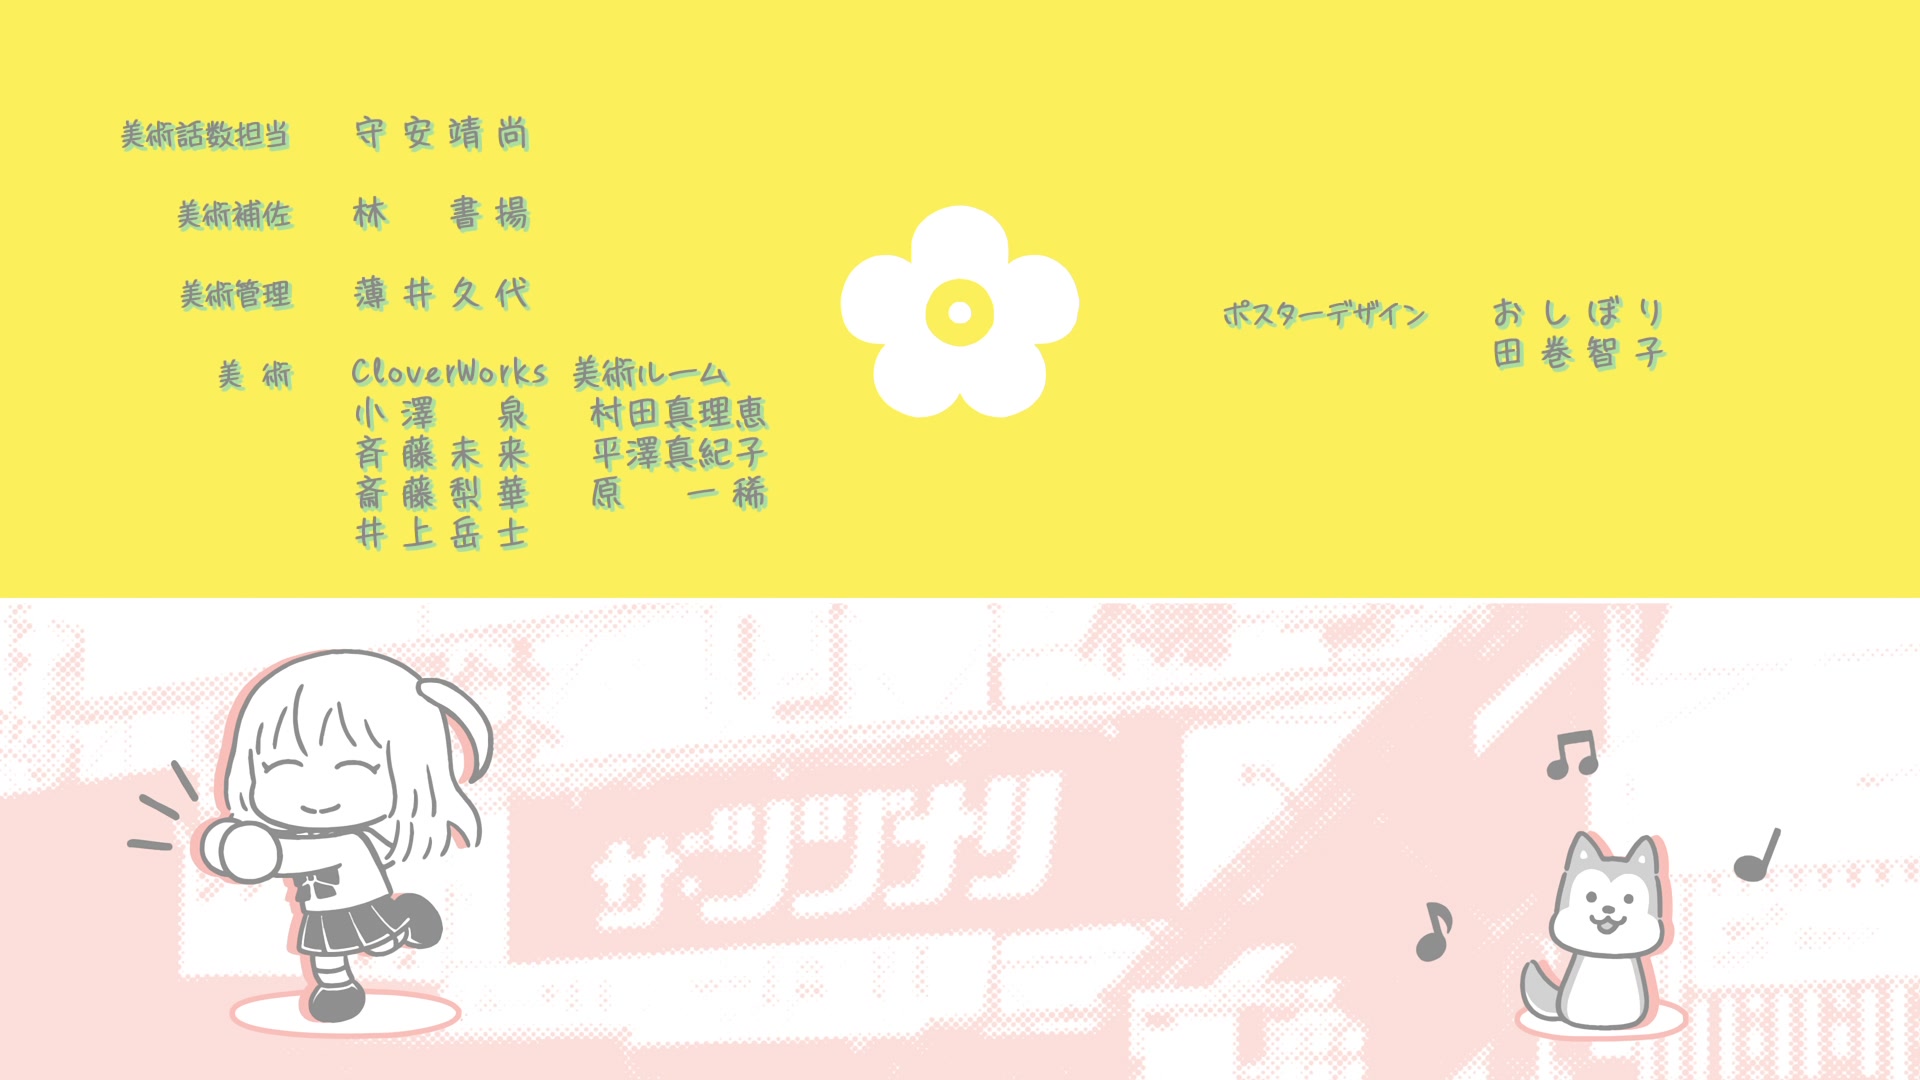 美術話数担当 守安靖尚
美術補佐 林 書揚
美術管理 薄井久代
美術 CloverWorks 美術ルーム
小澤 泉 村田真理恵
斉藤未来 平澤真紀子
斎藤梨華 原 一稀
井上岳士
ポスターデザイン おしぼり
田巻智子
ザ・ツツナリ